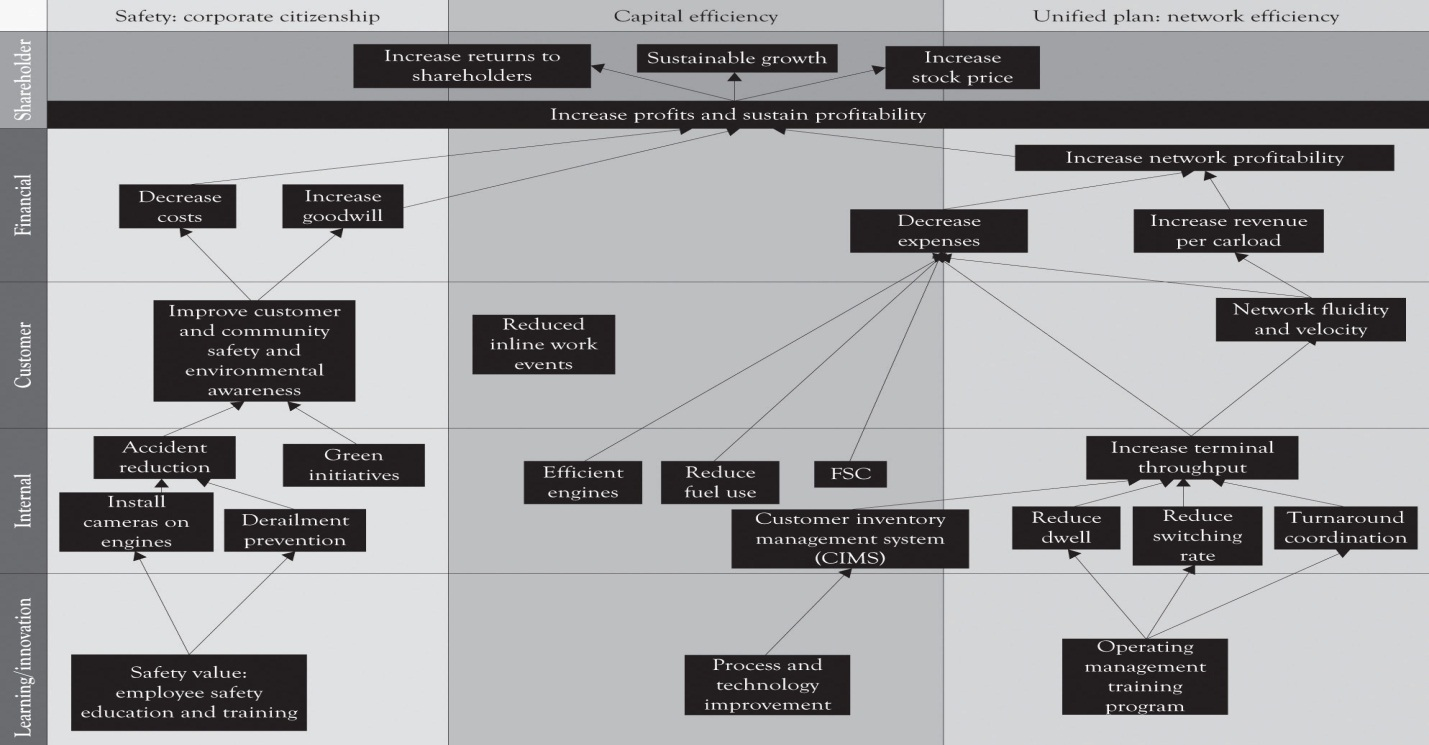 Safety: corporate citizenship
Capital efficiency
Unified plan: network efficiency
Shareholder
Increase returns to
shareholders
Sustainable growth
Increase
stock price
Increase profits and sustain profitability
Financial
Decrease
costs
Increase
goodwill
Increase network profitability
Decrease
expenses
Increase revenue
per carload
Customer
Improve customer
and community
safety and
environmental
awareness
Reduced
inline work
events
Network fluidity
and velocity
Internal
Accident
reduction
Green
initiatives
Install
cameras on
engines
Derailment
prevention
Efficient
engines
Reduce
fuel use
FSC
Customer inventory
management system
(CIMS)
Increase terminal
throughput
Reduce
dwell
Reduce
switching
rate
Turnaround
coordination
Learning/innovation
Safety value:
employee safety
education and training
Process and
technology
improvement
Operating
management
training
program